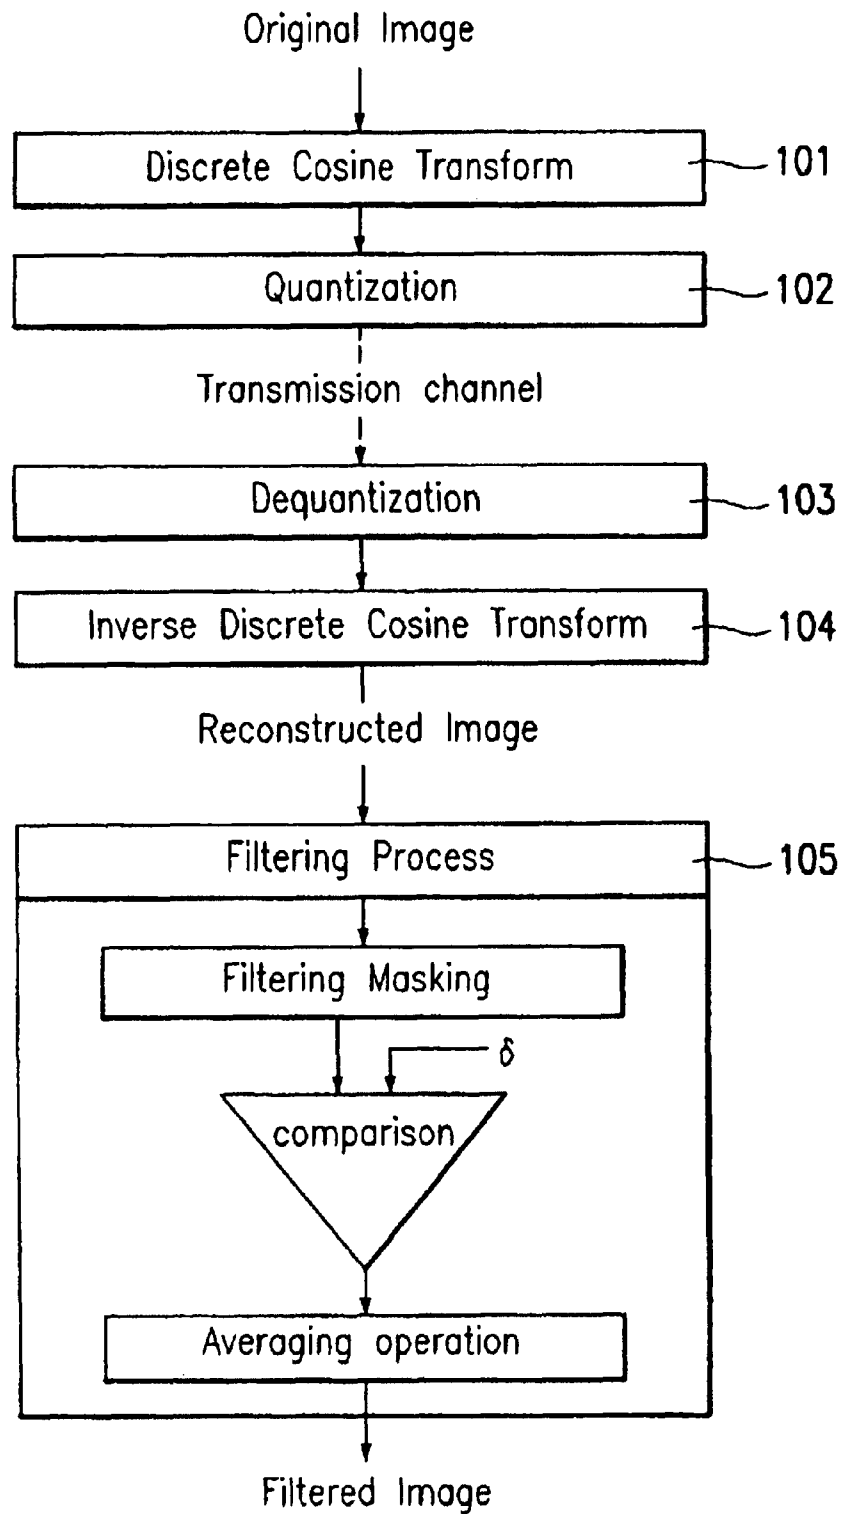 Original Image
Discrete Cosine Transform 101
Quantization 102
Transmission channel
Dequantization 103
Inverse Discrete Cosine Transform 104
Reconstructed Image
Filtering Process 105
Filtering Masking
δ
comparison
Averaging operation
Filtered Image